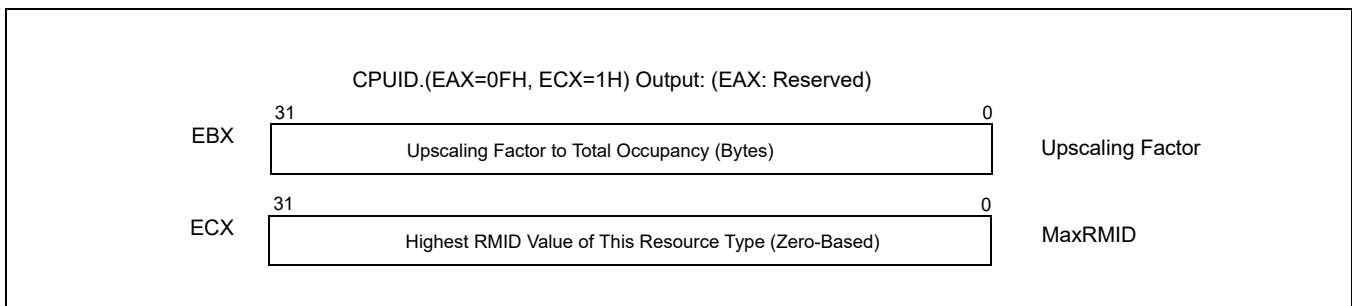 CPUID.(EAX=0FH, ECX=1H) Output: (EAX: Reserved)
31 0
EBX Upscaling Factor to Total Occupancy (Bytes) Upscaling Factor
31 0
ECX Highest RMID Value of This Resource Type (Zero-Based) MaxRMID